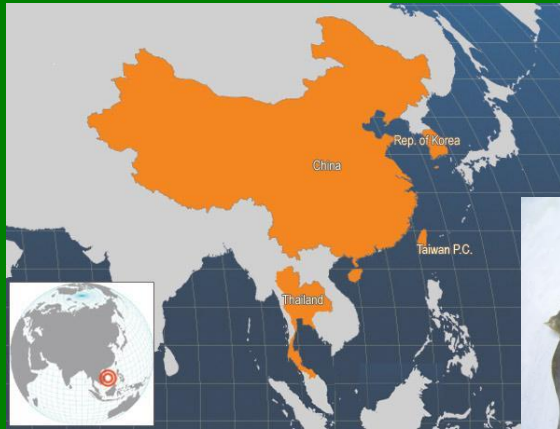 Rep. of Korea
China
Taiwan P.C.
Thailand